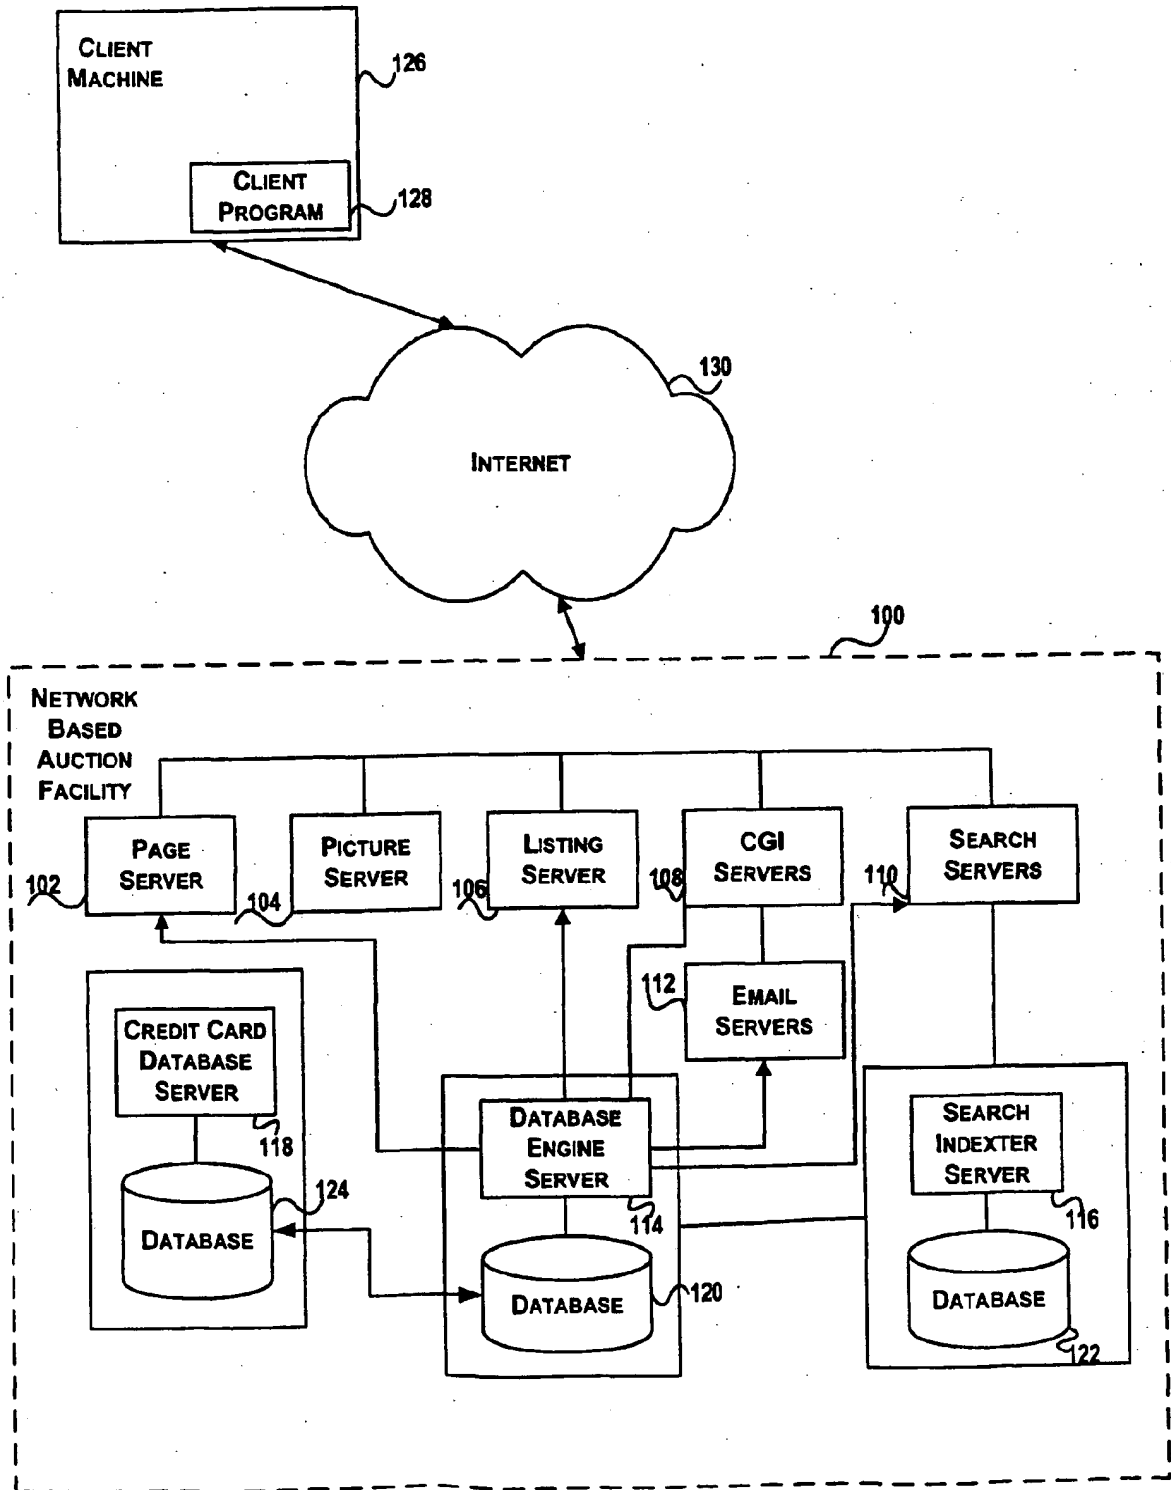 CLIENT
MACHINE
126
CLIENT
PROGRAM
128
130
INTERNET
100
NETWORK
BASED
AUCTION
FACILITY
PAGE
SERVER
102
PICTURE
SERVER
104
LISTING
SERVER
106
CGI
SERVERS
108
SEARCH
SERVERS
110
112
EMAIL
SERVERS
CREDIT CARD
DATABASE
SERVER
118
124
DATABASE
DATABASE
ENGINE
SERVER
114
DATABASE
120
SEARCH
INDEXTER
SERVER
116
DATABASE
122